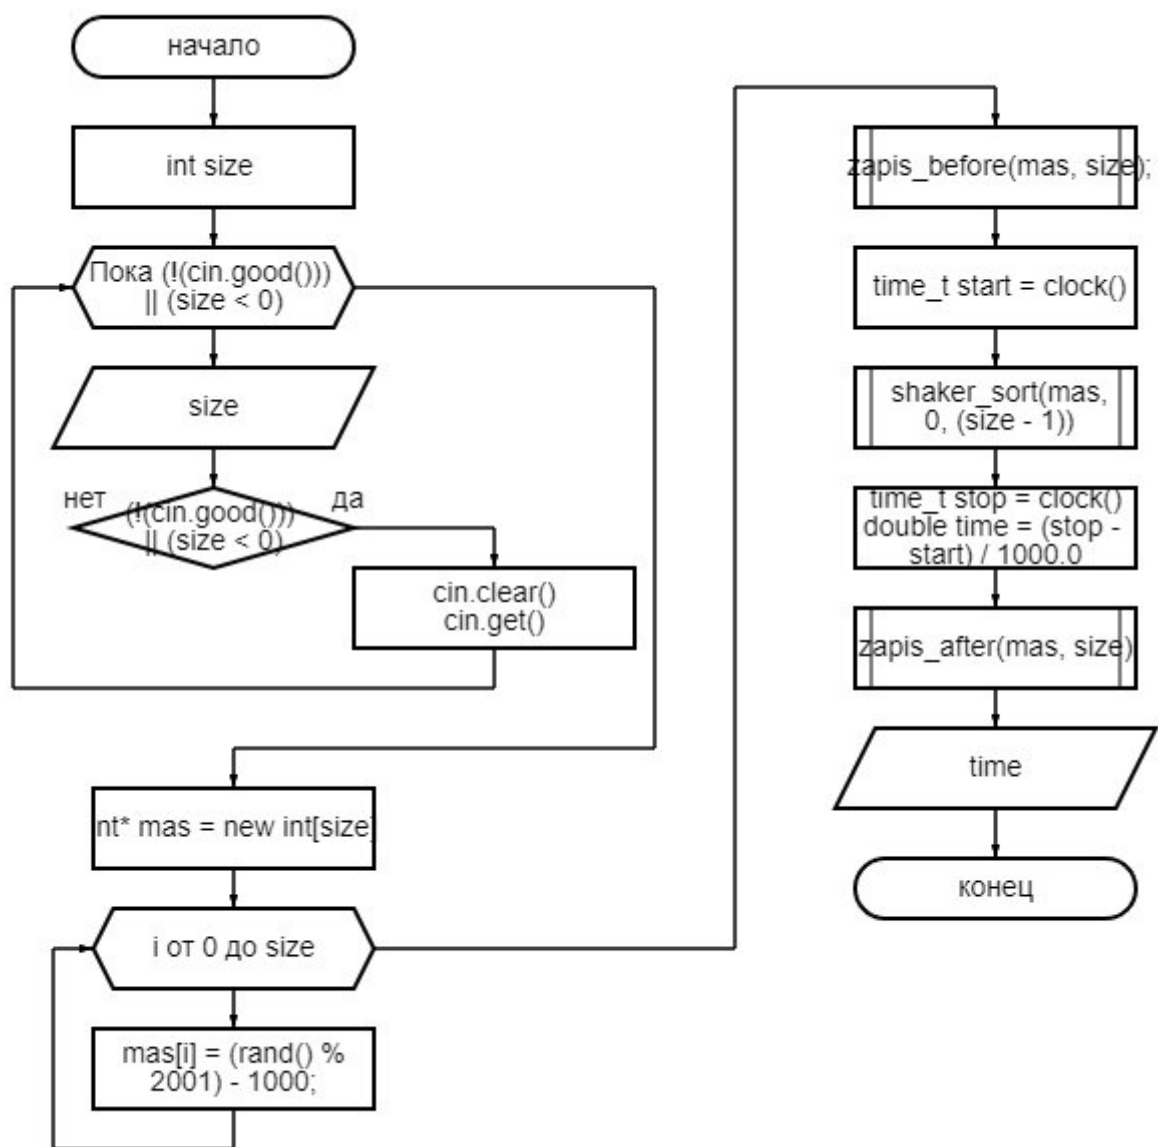 начало
int size
Пока (!(cin.good()))
|| (size < 0)
size
нет
да
(!(cin.good()))
|| (size < 0)
cin.clear()
cin.get()
nt* mas = new int[size]
i от 0 до size
mas[i] = (rand() %
2001) - 1000;
zapis_before(mas, size);
time_t start = clock()
shaker_sort(mas,
0, (size - 1))
time_t stop = clock()
double time = (stop -
start) / 1000.0
zapis_after(mas, size)
time
конец